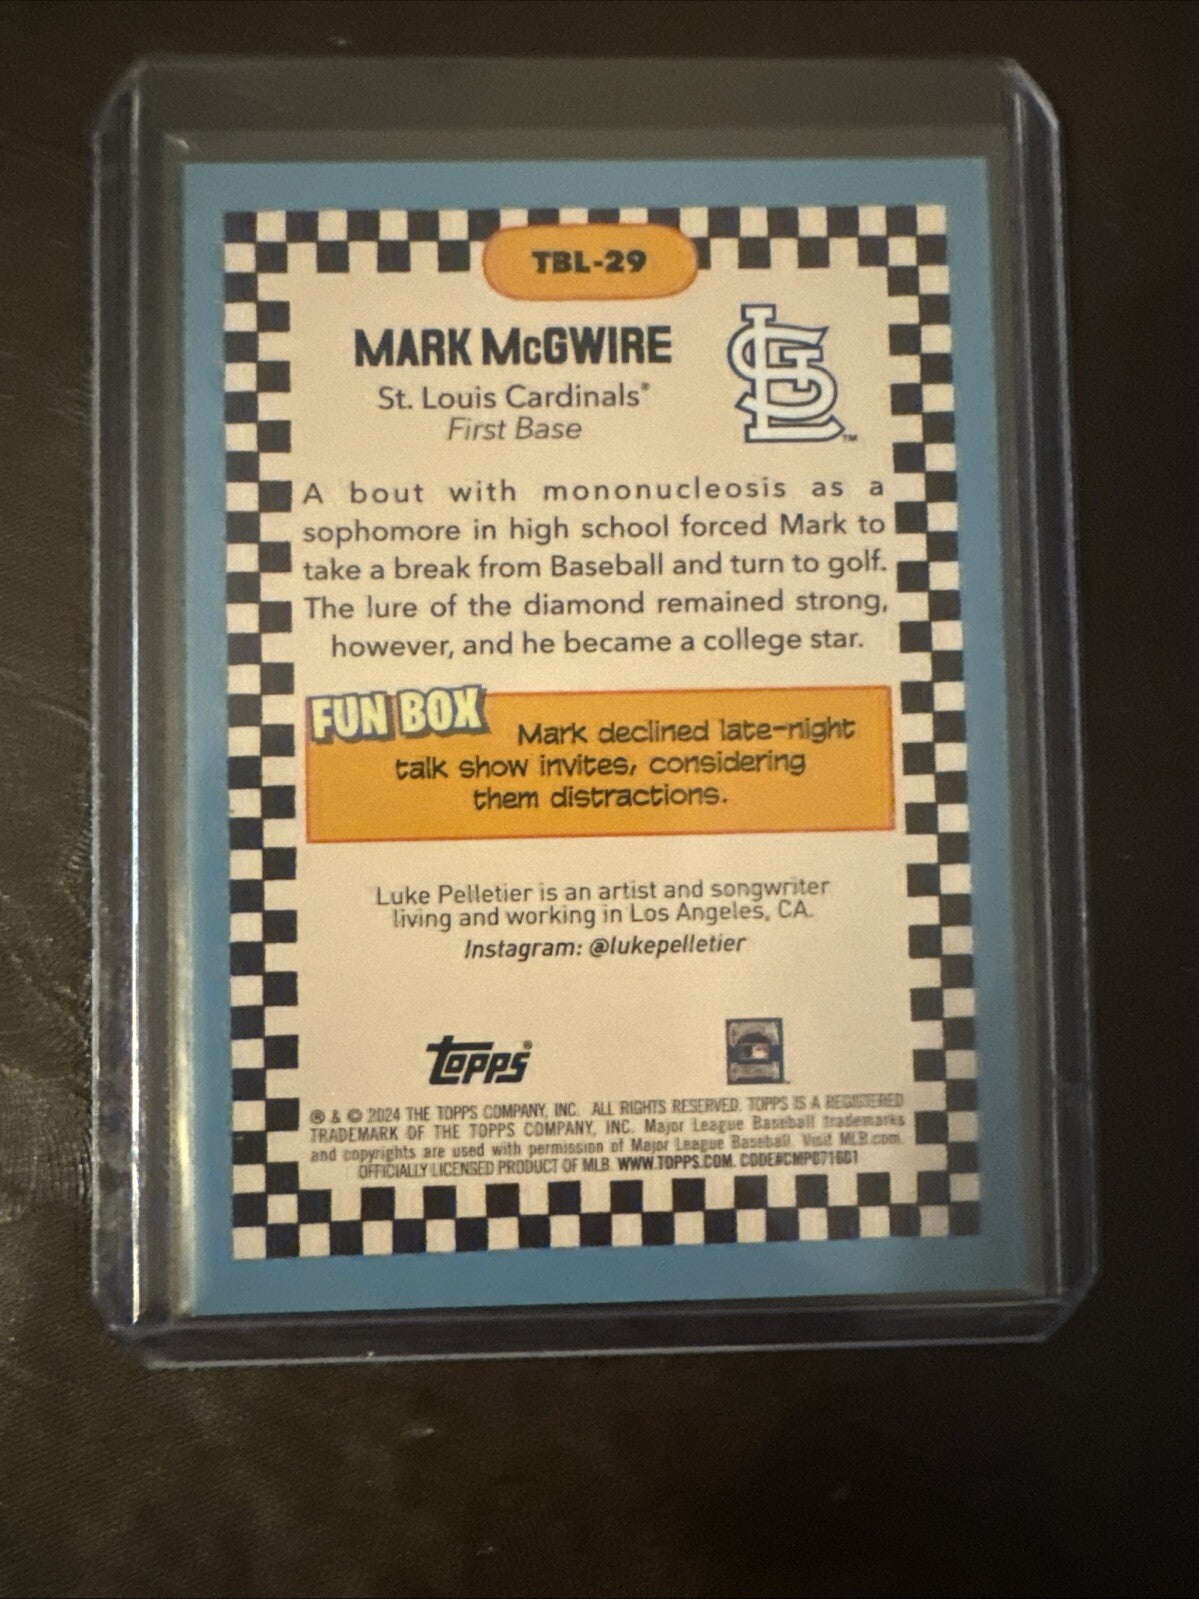 TBL-29
MARK McGWIRE
St. Louis Cardinals®
First Base
STL™
A bout with mononucleosis as a
sophomore in high school forced Mark to
take a break from Baseball and turn to golf.
The lure of the diamond remained strong,
however, and he became a college star.
FUN BOX
Mark declined late-night
talk show invites, considering
them distractions.
Luke Pelletier is an artist and songwriter
living and working in Los Angeles, CA.
Instagram: @lukepelletier
Topps®
® & © 2024 THE TOPPS COMPANY, INC. ALL RIGHTS RESERVED. TOPPS IS A REGISTERED
TRADEMARK OF THE TOPPS COMPANY, INC. Major League Baseball trademarks
and copyrights are used with permission of Major League Baseball. Visit MLB.com.
OFFICIALLY LICENSED PRODUCT OF MLB. WWW.TOPPS.COM. CODE#CMP071601